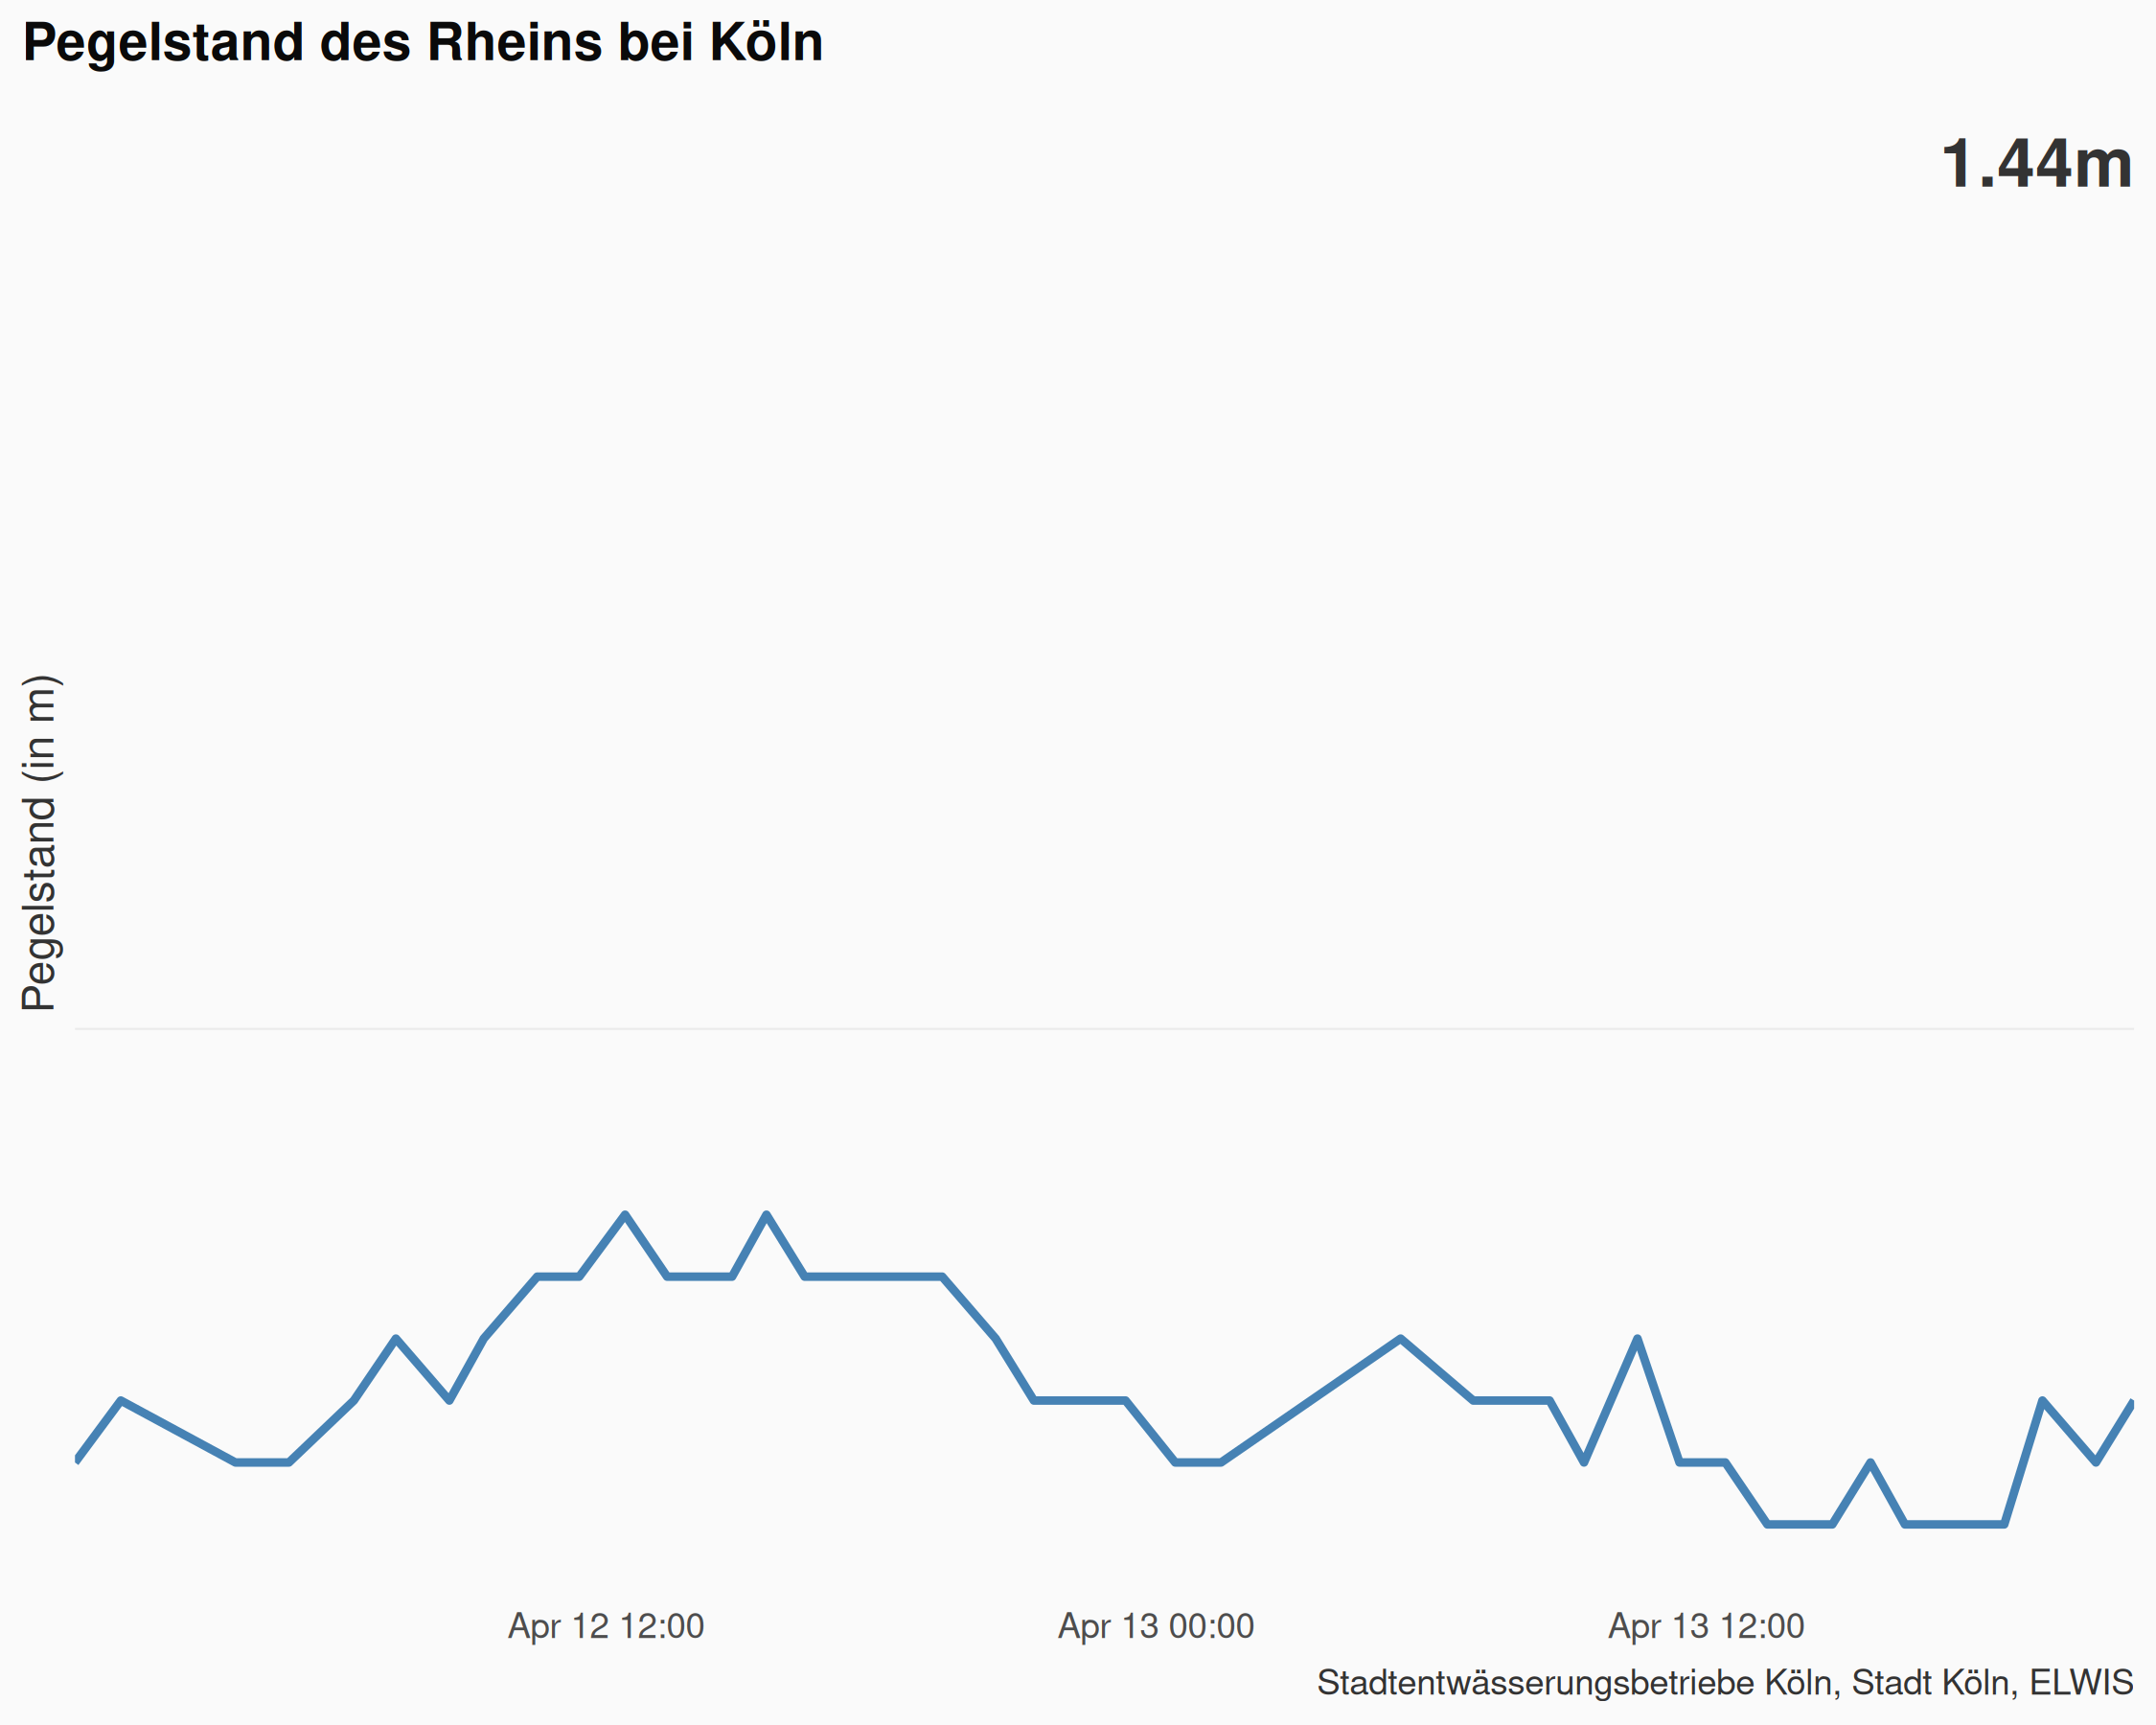 Pegelstand des Rheins bei Köln
1.44m
Pegelstand (in m)
Apr 12 12:00
Apr 13 00:00
Apr 13 12:00
Stadtentwässerungsbetriebe Köln, Stadt Köln, ELWIS